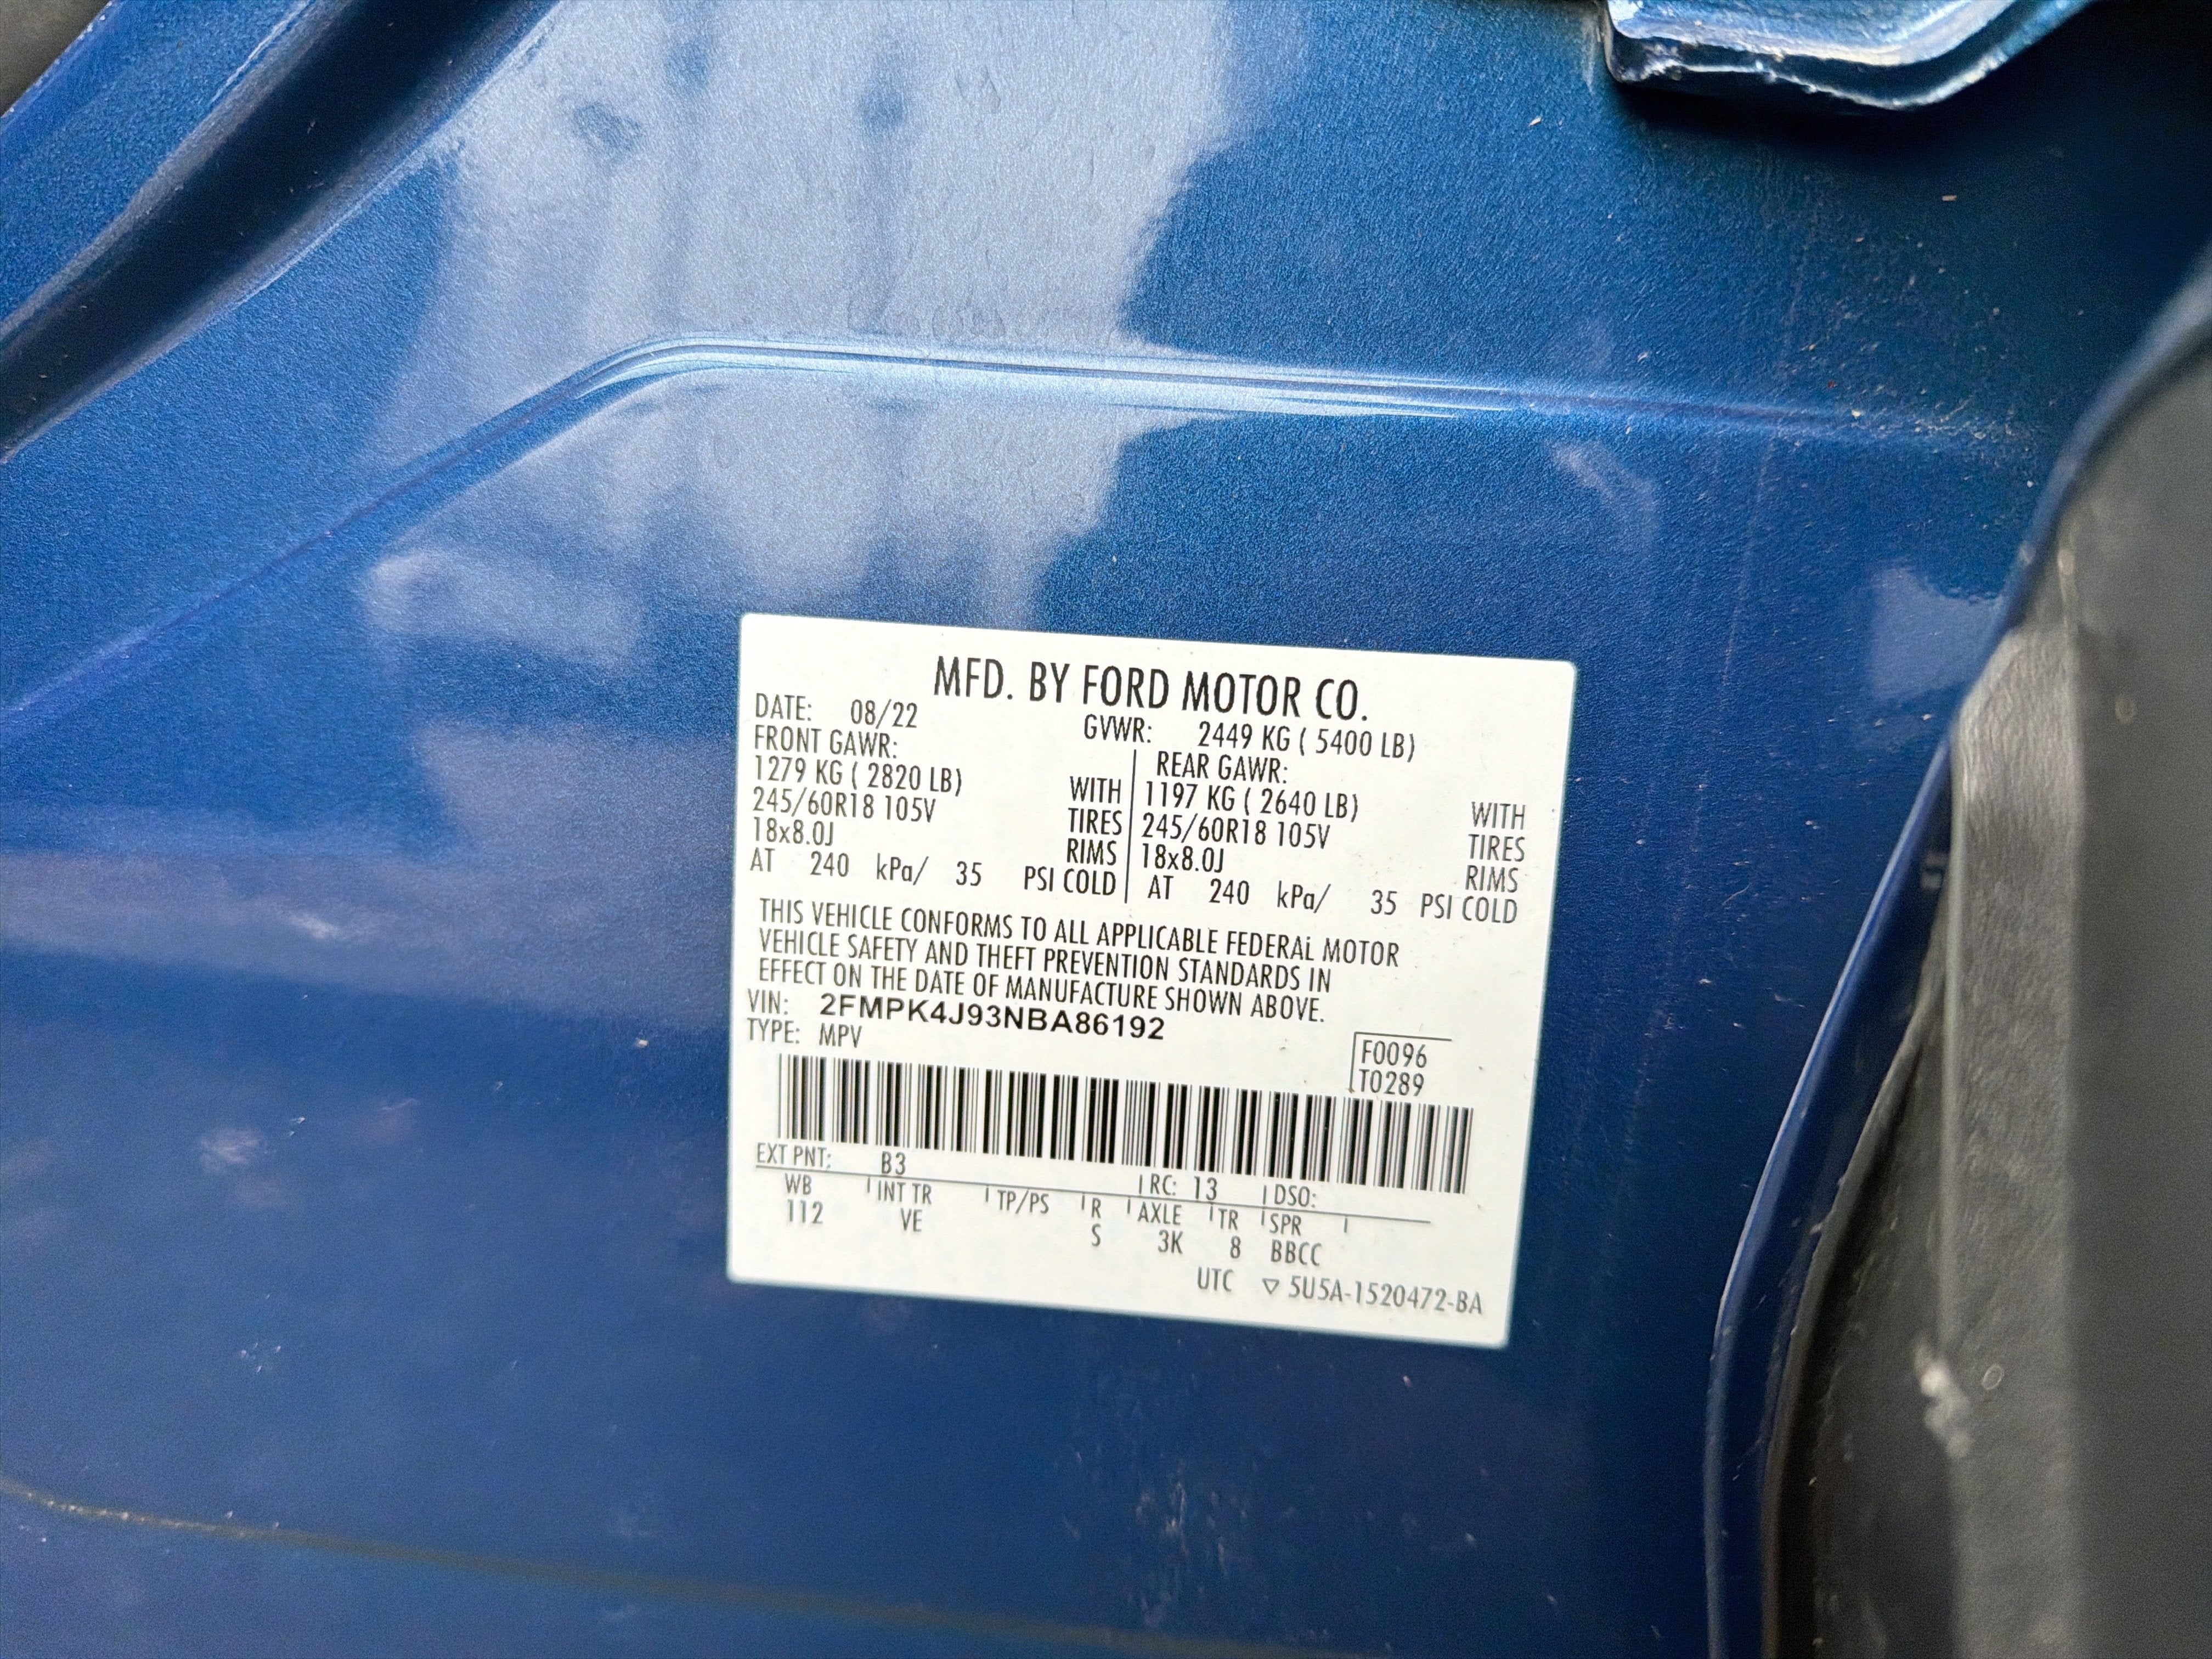 MFD. BY FORD MOTOR CO.
DATE: 08/22 GVWR: 2449 KG ( 5400 LB)
FRONT GAWR: REAR GAWR:
1279 KG ( 2820 LB) WITH 1197 KG ( 2640 LB) WITH
245/60R18 105V TIRES 245/60R18 105V TIRES
18x8.0J RIMS 18x8.0J RIMS
AT 240 kPa/ 35 PSI COLD AT 240 kPa/ 35 PSI COLD
THIS VEHICLE CONFORMS TO ALL APPLICABLE FEDERAL MOTOR
VEHICLE SAFETY AND THEFT PREVENTION STANDARDS IN
EFFECT ON THE DATE OF MANUFACTURE SHOWN ABOVE.
VIN: 2FMPK4J93NBA86192
TYPE: MPV
F0096
T0289
EXT PNT: B3 RC: 13 DSO:
WB INT TR TP/PS R AXLE TR SPR
112 VE S 3K 8 BBCC
UTC ▽ 5U5A-1520472-BA